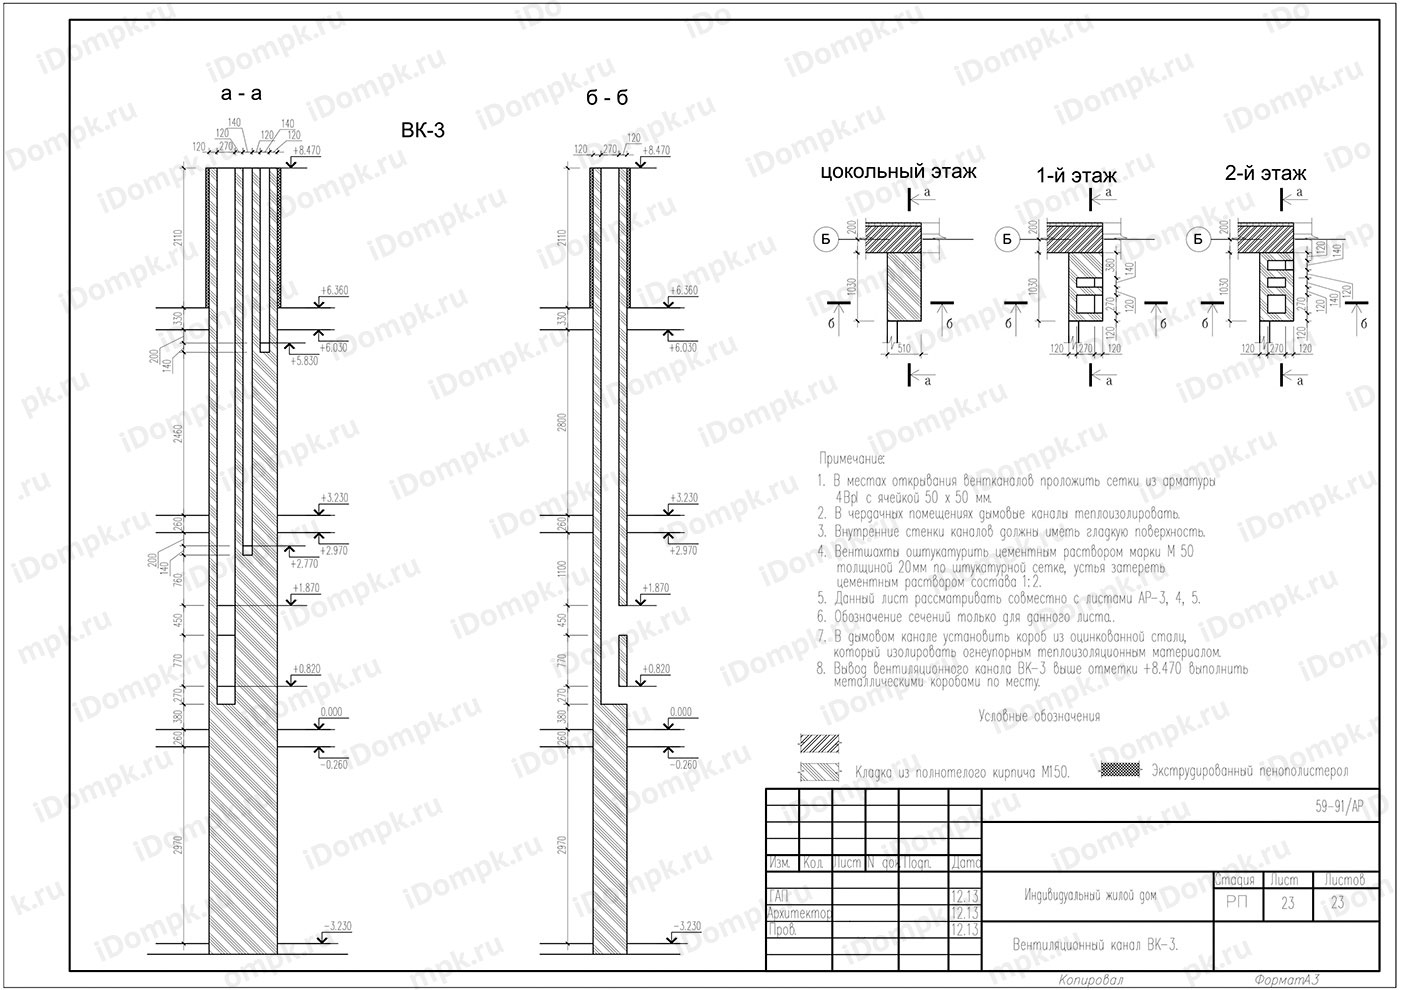 а - а
б - б
ВК-3
цокольный этаж
1-й этаж
2-й этаж
140 140
120 270 120 120 120
+8.470
2110
+6.360
330
+6.030
200
+5.830
140
2460
+3.230
260
+2.970
200
+2.770
140
760
+1.870
450
770
+0.820
270
380
0.000
260
-0.260
2970
-3.230
120
120 270
+8.470
2110
+6.360
330
+6.030
2800
+3.230
260
+2.970
1100
+1.870
450
770
+0.820
270
380
0.000
260
-0.260
2970
-3.230
а
Б
200
1030
б б
510
а
а
Б
200
1030
380
140
270
120
120
б б
120 270 120
а
а
Б
200
1030
120
140
120
270
140
120
120
б б
120 270 120
а
Примечание:
1. В местах открывания вентканалов проложить сетки из арматуры
4ВрI с ячейкой 50 х 50 мм.
2. В чердачных помещениях дымовые каналы теплоизолировать.
3. Внутренние стенки каналов должны иметь гладкую поверхность.
4. Вентшахты оштукатурить цементным раствором марки М 50
толщиной 20мм по штукатурной сетке, устья затереть
цементным раствором состава 1:2.
5. Данный лист рассматривать совместно с листами АР-3, 4, 5.
6. Обозначение сечений только для данного листа..
7. В дымовом канале установить короб из оцинкованной стали,
который изолировать огнеупорным теплоизоляционным материалом.
8. Вывод вентиляционного канала ВК-3 выше отметки +8.470 выполнить
металлическими коробами по месту.
Условные обозначения
Кладка из полнотелого кирпича М150.
Экструдированный пенополистерол
59-91/АР
Изм. Кол. Лист N док Подп. Дата
ГАП 12.13
Архитектор 12.13
Пров. 12.13
Индивидуальный жилой дом
Стадия Лист Листов
РП 23 23
Вентиляционный канал ВК-3.
Копировал ФорматА3
iDompk.ru